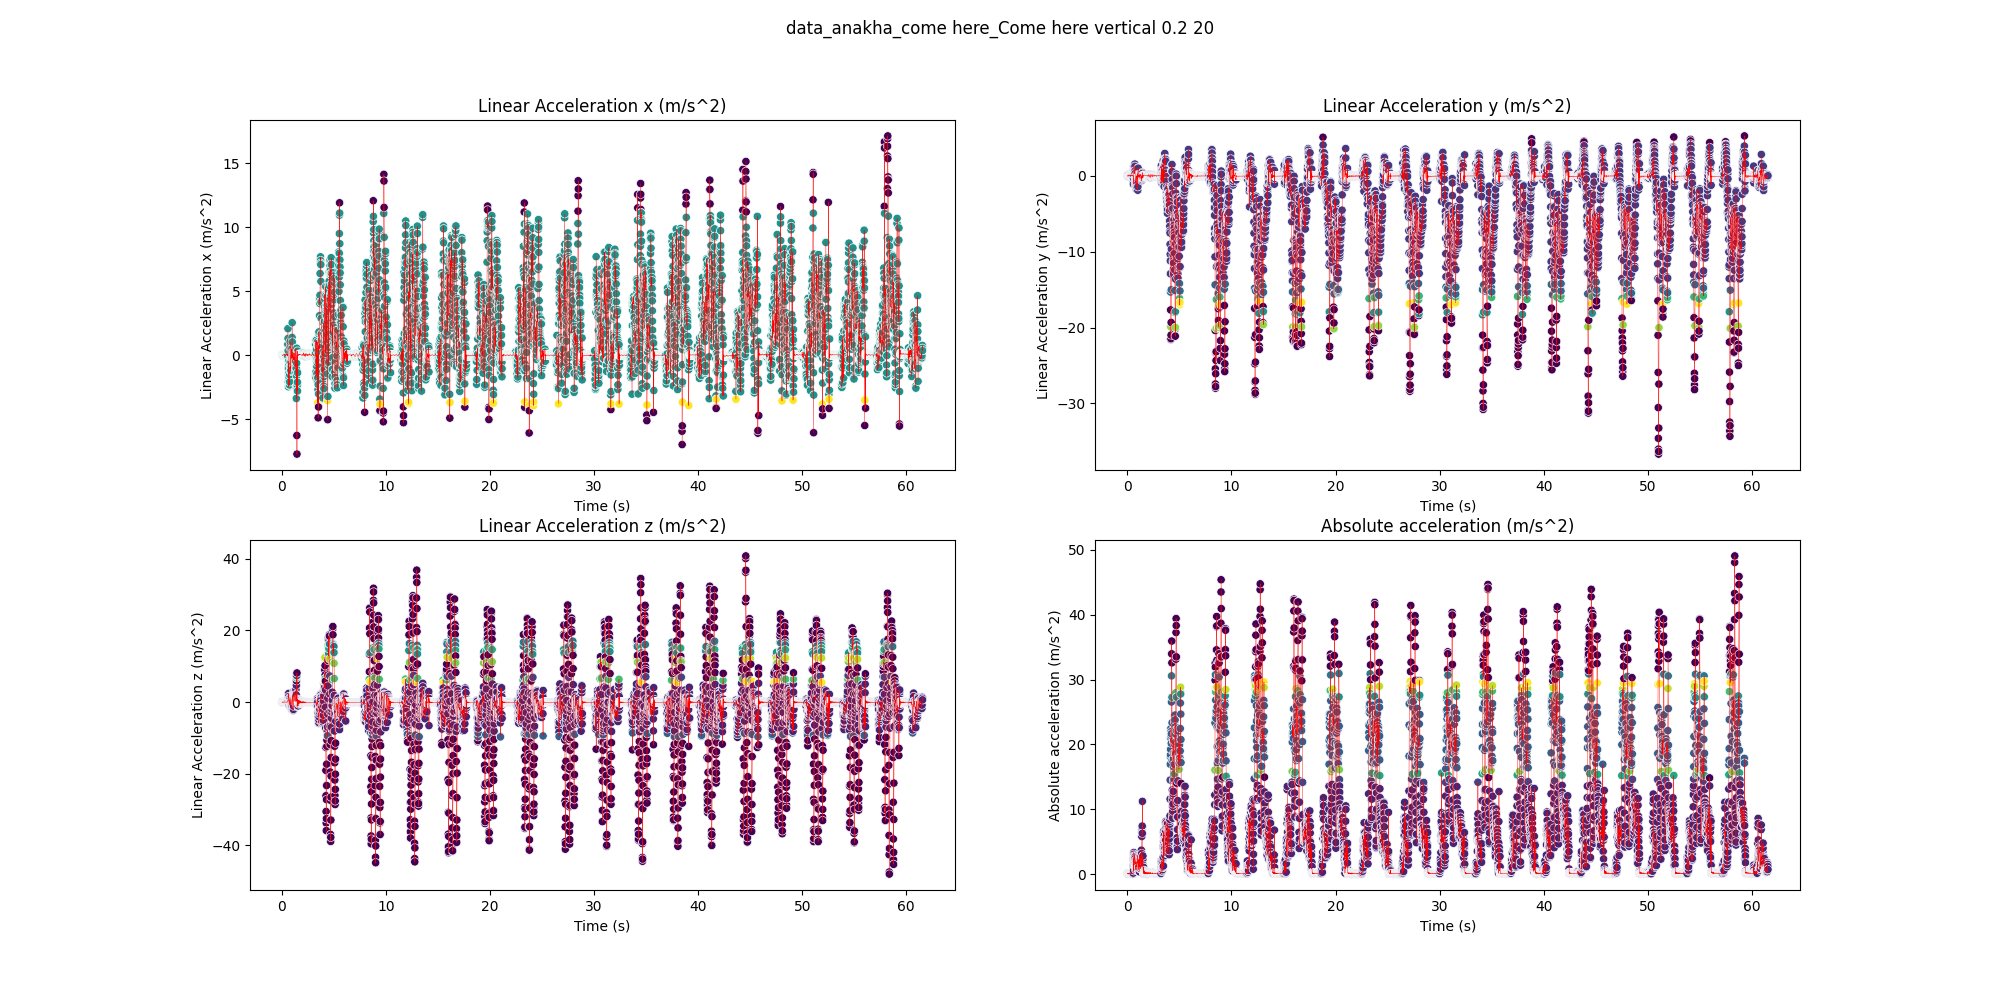 data_anakha_come here_Come here vertical 0.2 20
Linear Acceleration x (m/s^2)
Linear Acceleration x (m/s^2)
15
10
5
0
−5
0 10 20 30 40 50 60
Time (s)
Linear Acceleration y (m/s^2)
Linear Acceleration y (m/s^2)
0
−10
−20
−30
0 10 20 30 40 50 60
Time (s)
Linear Acceleration z (m/s^2)
Linear Acceleration z (m/s^2)
40
20
0
−20
−40
0 10 20 30 40 50 60
Time (s)
Absolute acceleration (m/s^2)
Absolute acceleration (m/s^2)
50
40
30
20
10
0
0 10 20 30 40 50 60
Time (s)